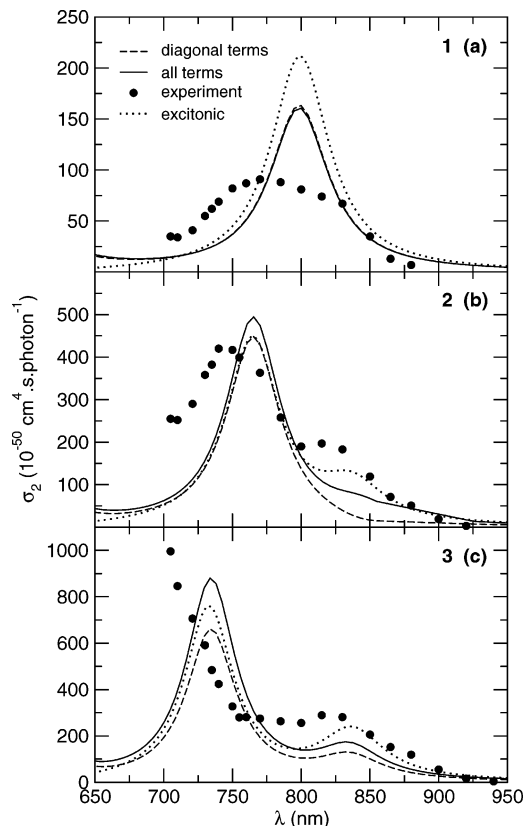 250
1 (a)
diagonal terms
200
all terms
experiment
150
excitonic
100
50
2 (b)
500
400
300
σ2 (10-50 cm4.s.photon-1)
200
100
1000
3 (c)
800
600
400
200
0
650 700 750 800 850 900 950
λ (nm)